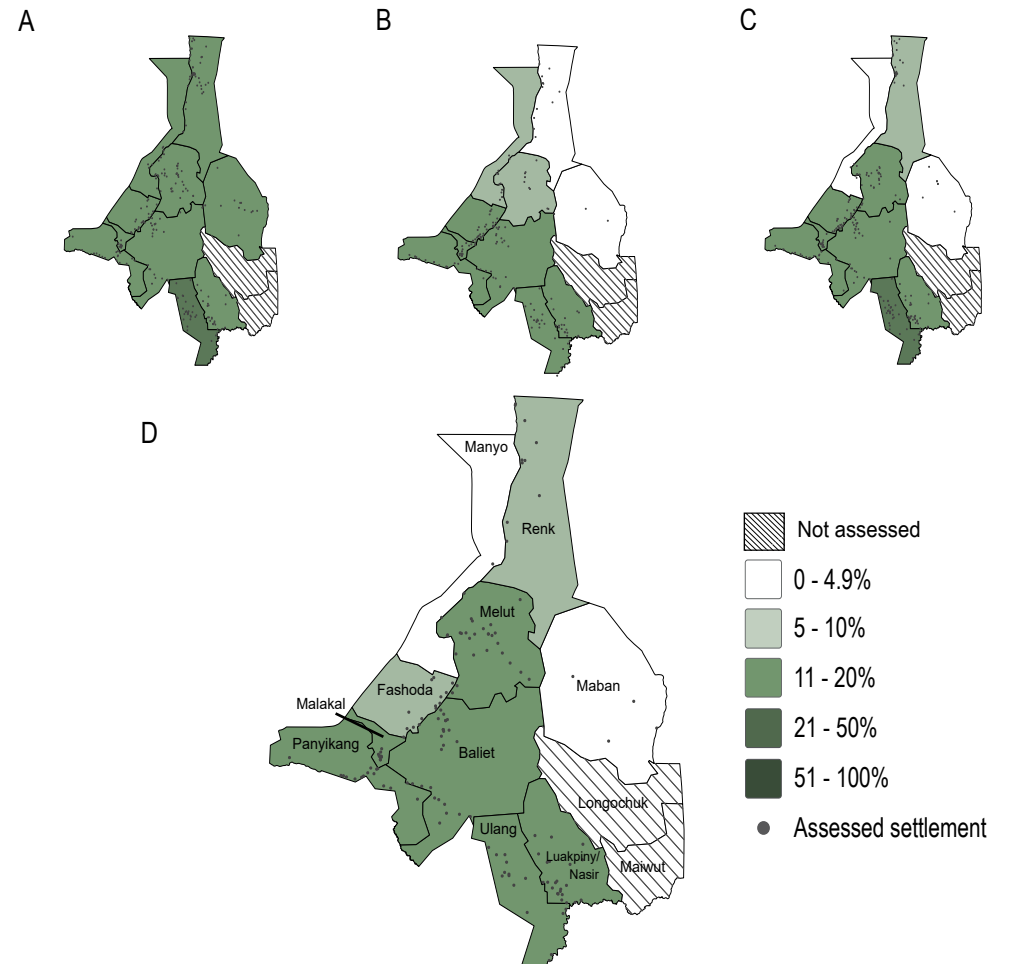 A
B
C
D
Manyo
Renk
Melut
Fashoda
Maban
Malakal
Panyikang
Baliet
Longochuk
Ulang
Luakpiny/
Nasir
Maiwut
Not assessed
0 - 4.9%
5 - 10%
11 - 20%
21 - 50%
51 - 100%
Assessed settlement